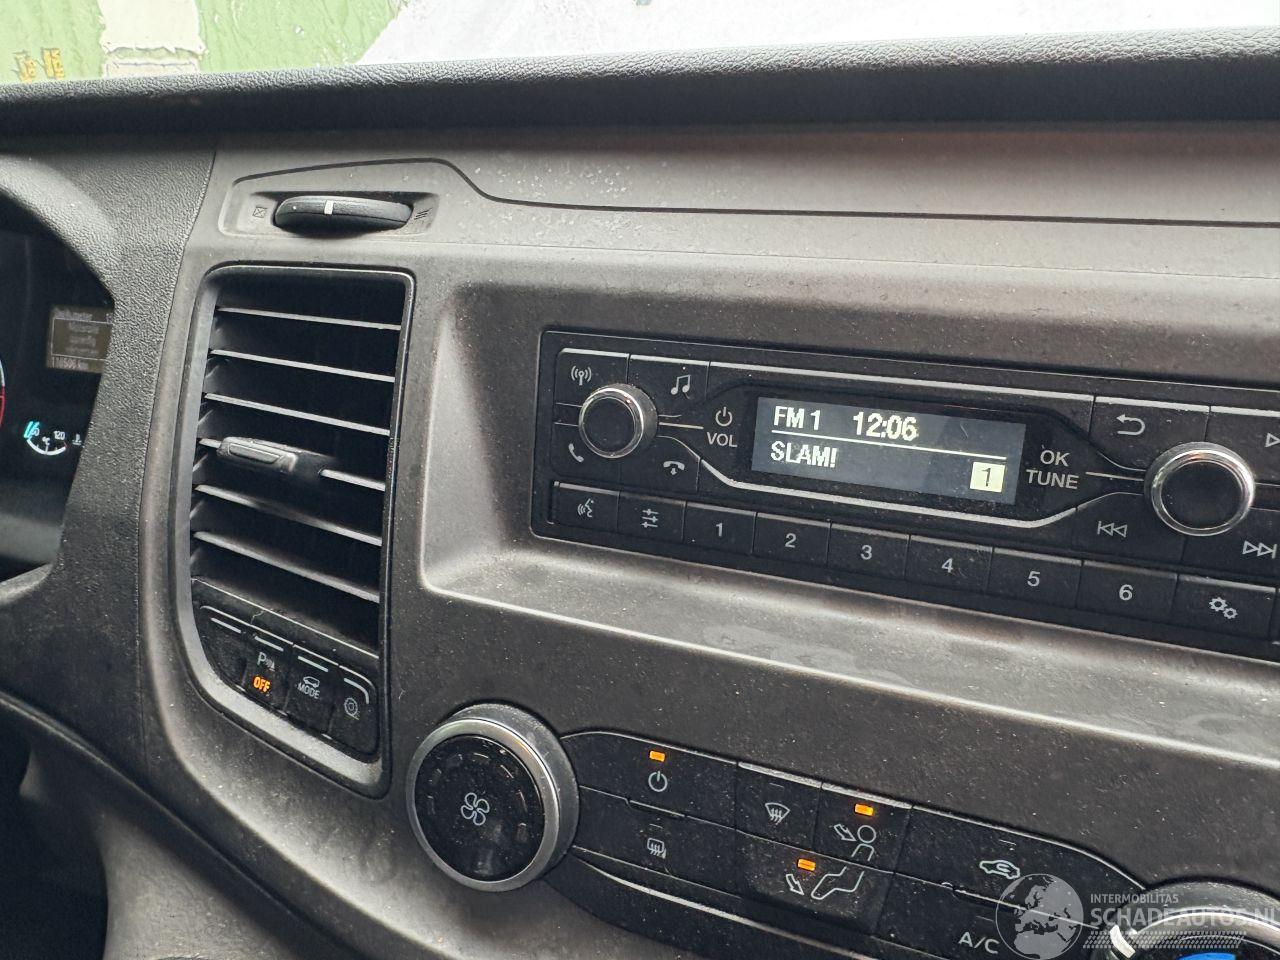 FM 1 12:06
SLAM!
1
VOL
OK
TUNE
1 2 3 4 5 6
P
OFF
MODE
120
°C
A/C
INTERMOBILITAS
SCHADEAUTOS.NL